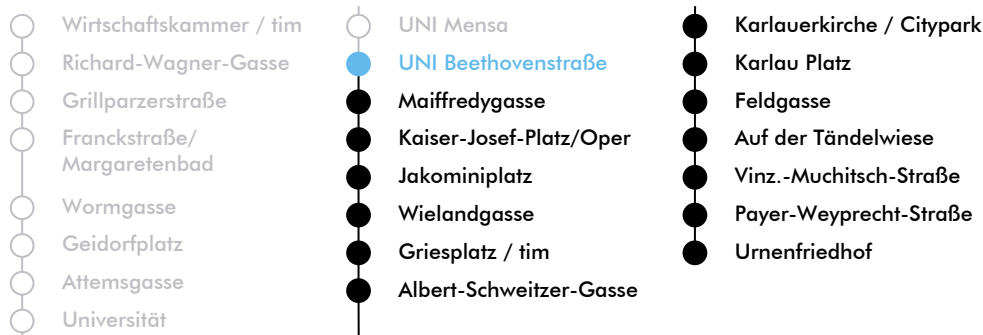 Wirtschaftskammer / tim
Richard-Wagner-Gasse
Grillparzerstraße
Franckstraße/
Margaretenbad
Wormgasse
Geidorfplatz
Attemsgasse
Universität
UNI Mensa
UNI Beethovenstraße
Maiffredygasse
Kaiser-Josef-Platz/Oper
Jakominiplatz
Wielandgasse
Griesplatz / tim
Albert-Schweitzer-Gasse
Karlauerkirche / Citypark
Karlau Platz
Feldgasse
Auf der Tändelwiese
Vinz.-Muchitsch-Straße
Payer-Weyprecht-Straße
Urnenfriedhof